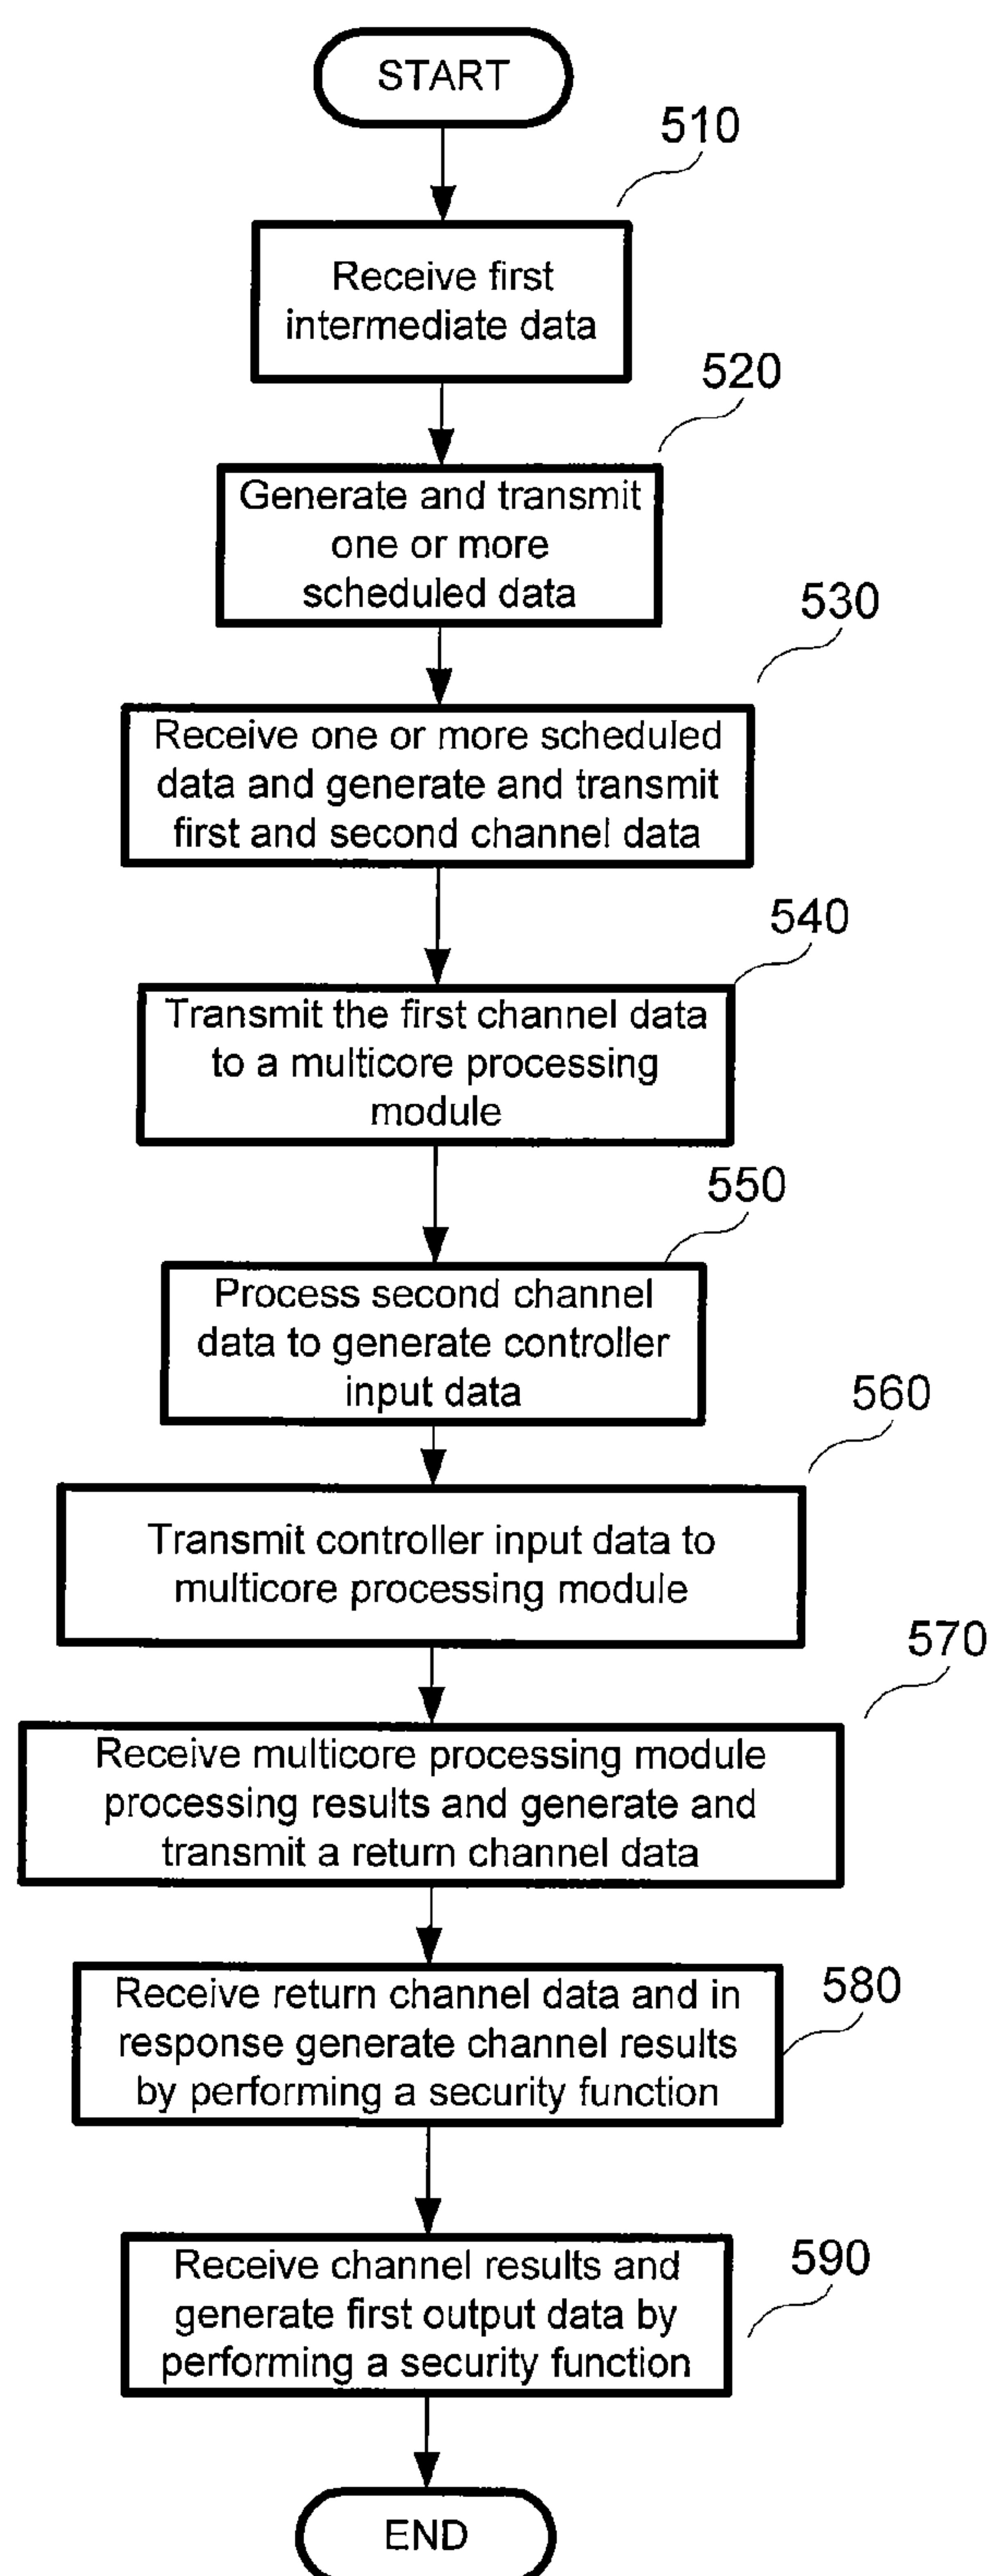 START
510
Receive first
intermediate data
520
Generate and transmit
one or more
scheduled data
530
Receive one or more scheduled
data and generate and transmit
first and second channel data
540
Transmit the first channel data
to a multicore processing
module
550
Process second channel
data to generate controller
input data
560
Transmit controller input data to
multicore processing module
570
Receive multicore processing module
processing results and generate and
transmit a return channel data
580
Receive return channel data and in
response generate channel results
by performing a security function
590
Receive channel results and
generate first output data by
performing a security function
END